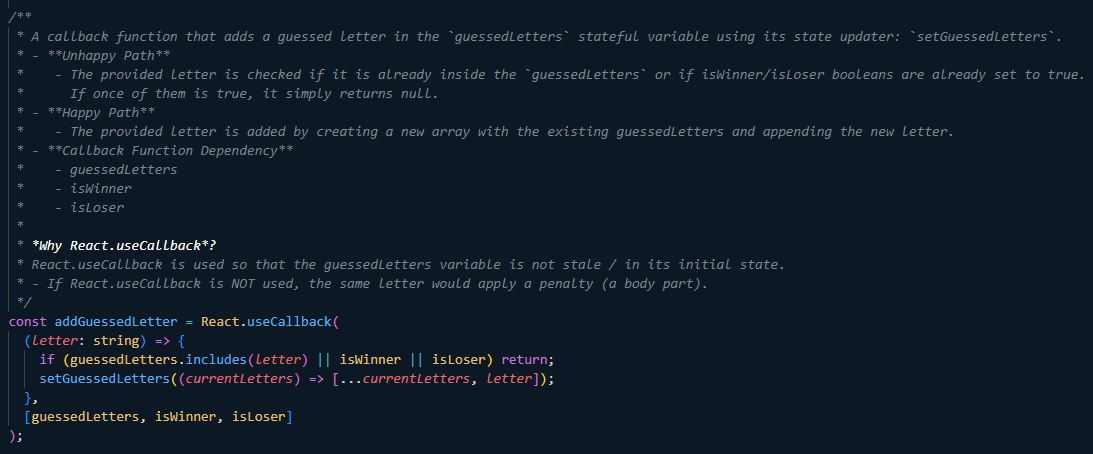 /**
 * A callback function that adds a guessed letter in the `guessedLetters` stateful variable using its state updater: `setGuessedLetters`.
 * - **Unhappy Path**
 *    - The provided letter is checked if it is already inside the `guessedLetters` or if isWinner/isLoser booleans are already set to true.
 *      If once of them is true, it simply returns null.
 * - **Happy Path**
 *    - The provided letter is added by creating a new array with the existing guessedLetters and appending the new letter.
 * - **Callback Function Dependency**
 *    - guessedLetters
 *    - isWinner
 *    - isLoser
 *
 * *Why React.useCallback*?
 * React.useCallback is used so that the guessedLetters variable is not stale / in its initial state.
 * - If React.useCallback is NOT used, the same letter would apply a penalty (a body part).
 */
const addGuessedLetter = React.useCallback(
  (letter: string) => {
    if (guessedLetters.includes(letter) || isWinner || isLoser) return;
    setGuessedLetters((currentLetters) => [...currentLetters, letter]);
  },
  [guessedLetters, isWinner, isLoser]
);